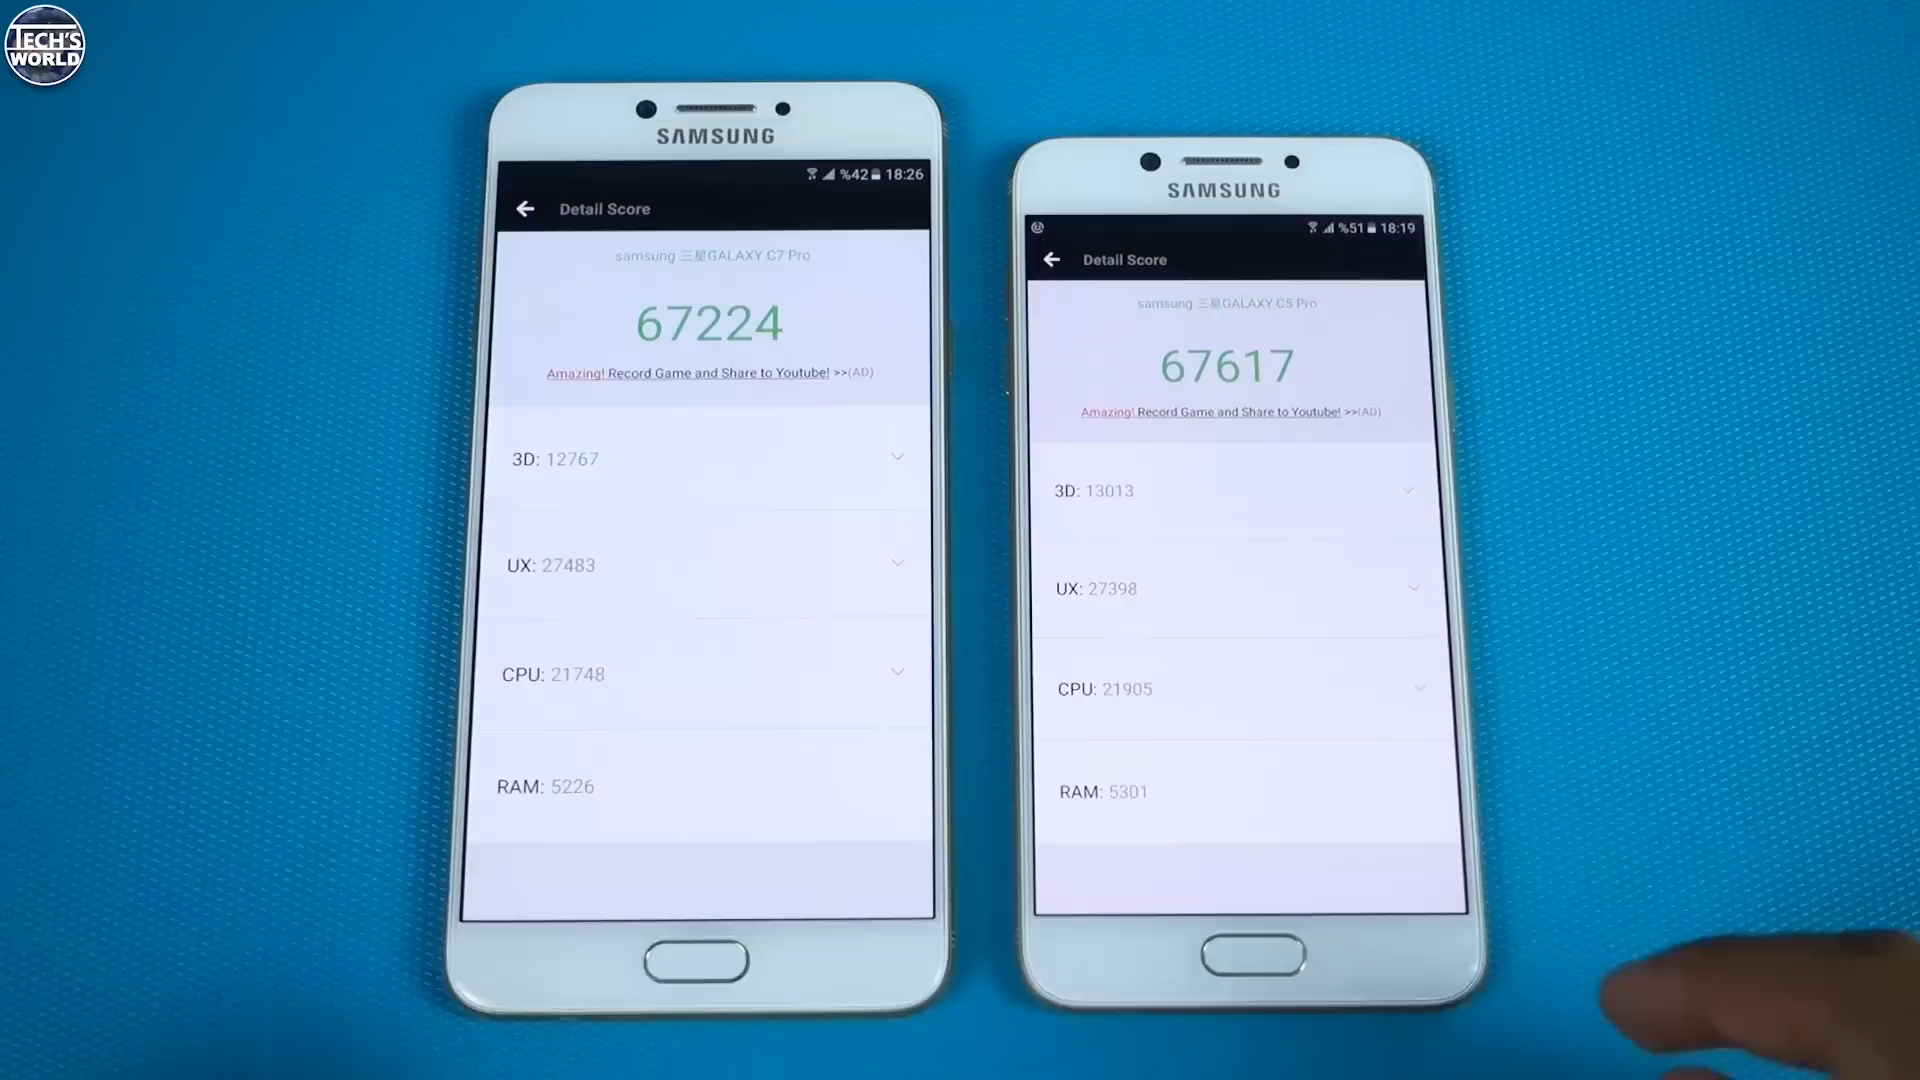 TECH'S
WORLD
SAMSUNG
%42 18:26
Detail Score
samsung 三星GALAXY C7 Pro
67224
Amazing! Record Game and Share to Youtube! >>(AD)
3D: 12767
UX: 27483
CPU: 21748
RAM: 5226
SAMSUNG
%51 18:19
Detail Score
samsung 三星GALAXY C5 Pro
67617
Amazing! Record Game and Share to Youtube! >>(AD)
3D: 13013
UX: 27398
CPU: 21905
RAM: 5301